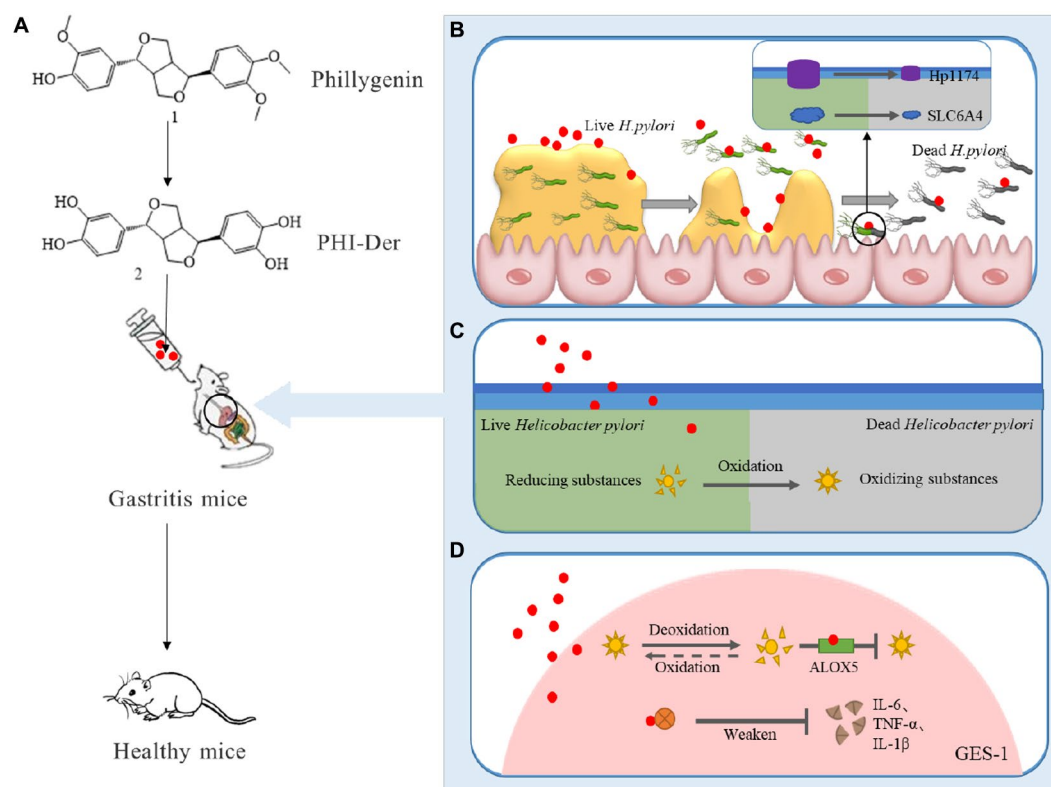 A
O
O
HO
O
O
O
1
Phillygenin
HO
HO
O
O
OH
OH
2
PHI-Der
Gastritis mice
Healthy mice
B
Live H.pylori
Hp1174
SLC6A4
Dead H.pylori
C
Live Helicobacter pylori
Dead Helicobacter pylori
Reducing substances
Oxidation
Oxidizing substances
D
Deoxidation
Oxidation
ALOX5
Weaken
IL-6、
TNF-α、
IL-1β
GES-1